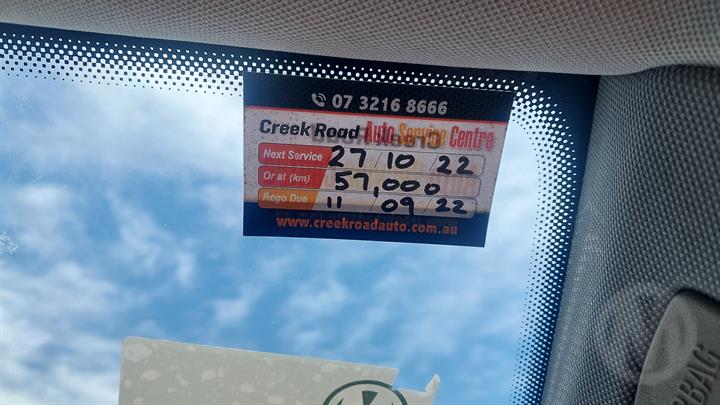 07 3216 8666
Creek Road Auto Service Centre
Next Service 27/10/22
Or at (km) 57,000
Rego Due 11/09/22
www.creekroadauto.com.au
BAG